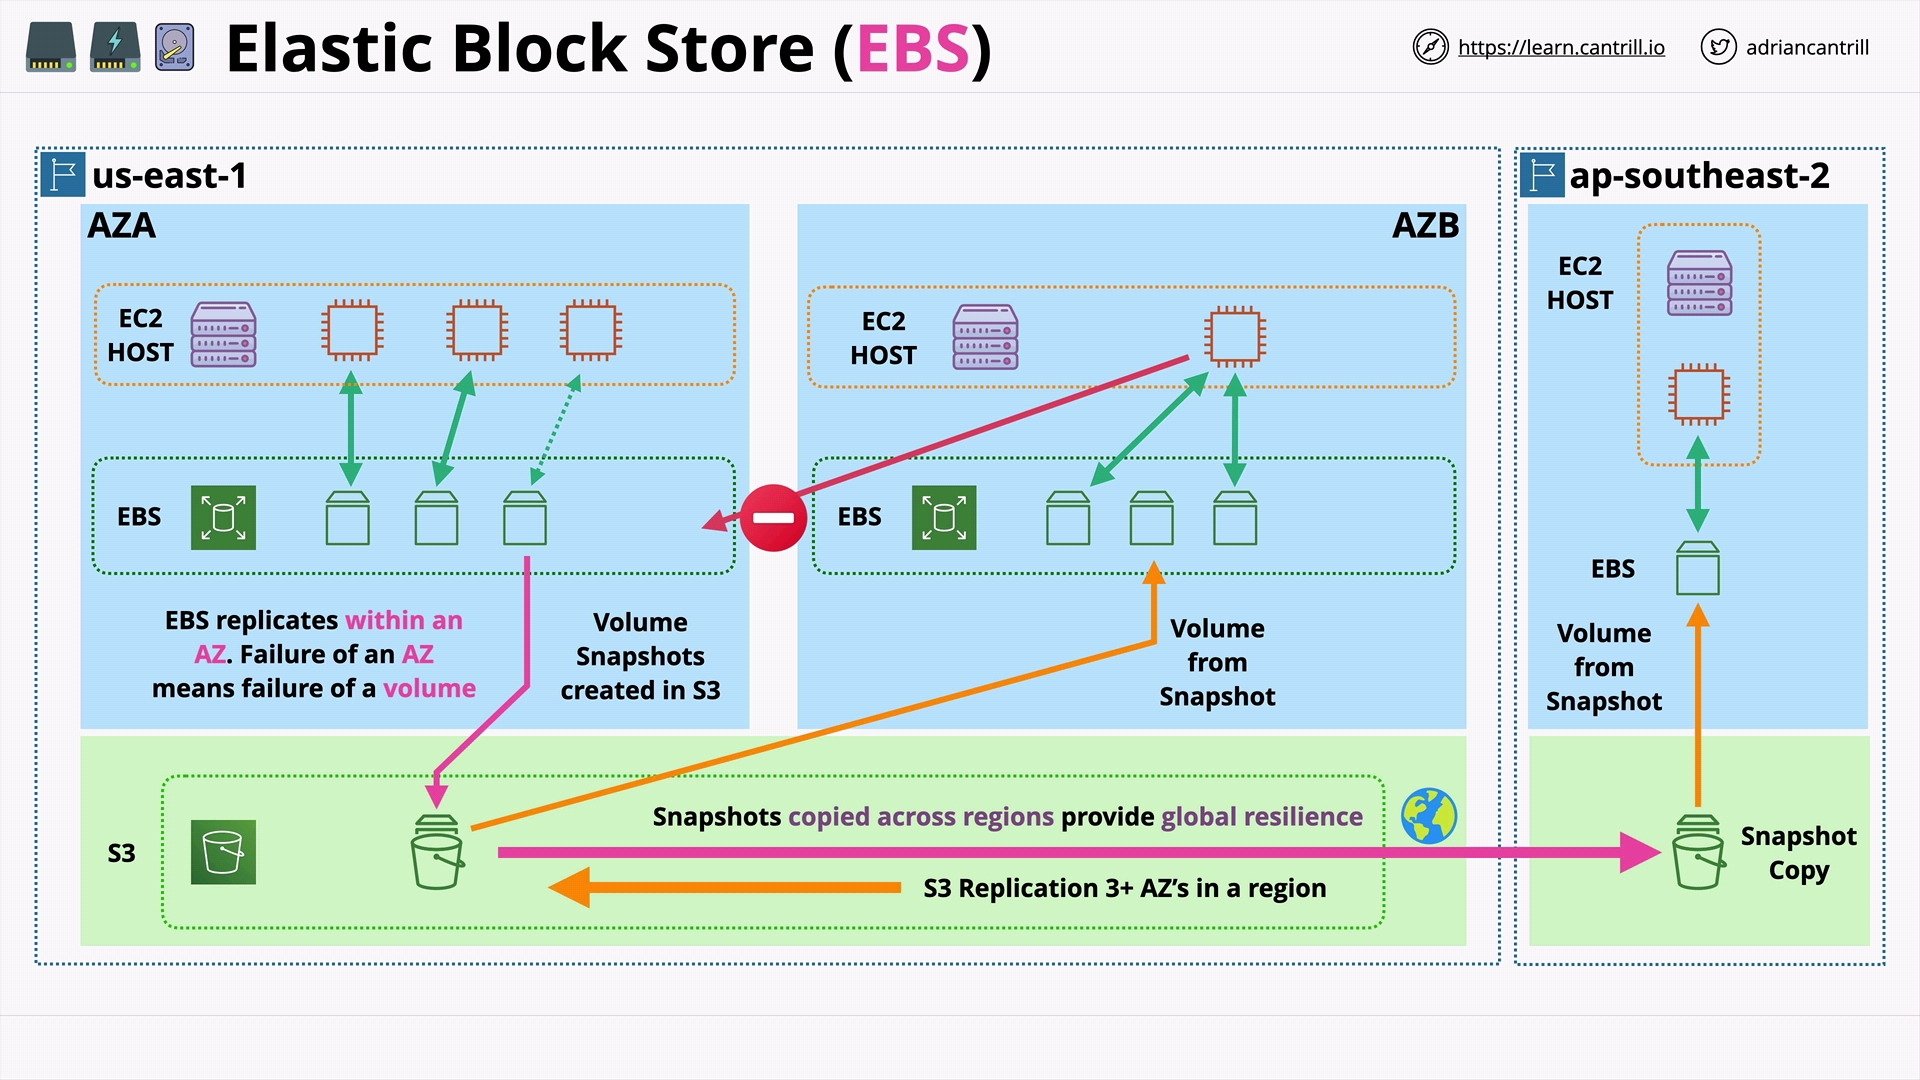 Elastic Block Store (EBS)
https://learn.cantrill.io
adriancantrill
us-east-1
AZA
EC2
HOST
EBS
EBS replicates within an
AZ. Failure of an AZ
means failure of a volume
Volume
Snapshots
created in S3
AZB
EC2
HOST
EBS
Volume
from
Snapshot
S3
Snapshots copied across regions provide global resilience
S3 Replication 3+ AZ’s in a region
ap-southeast-2
EC2
HOST
EBS
Volume
from
Snapshot
Snapshot
Copy